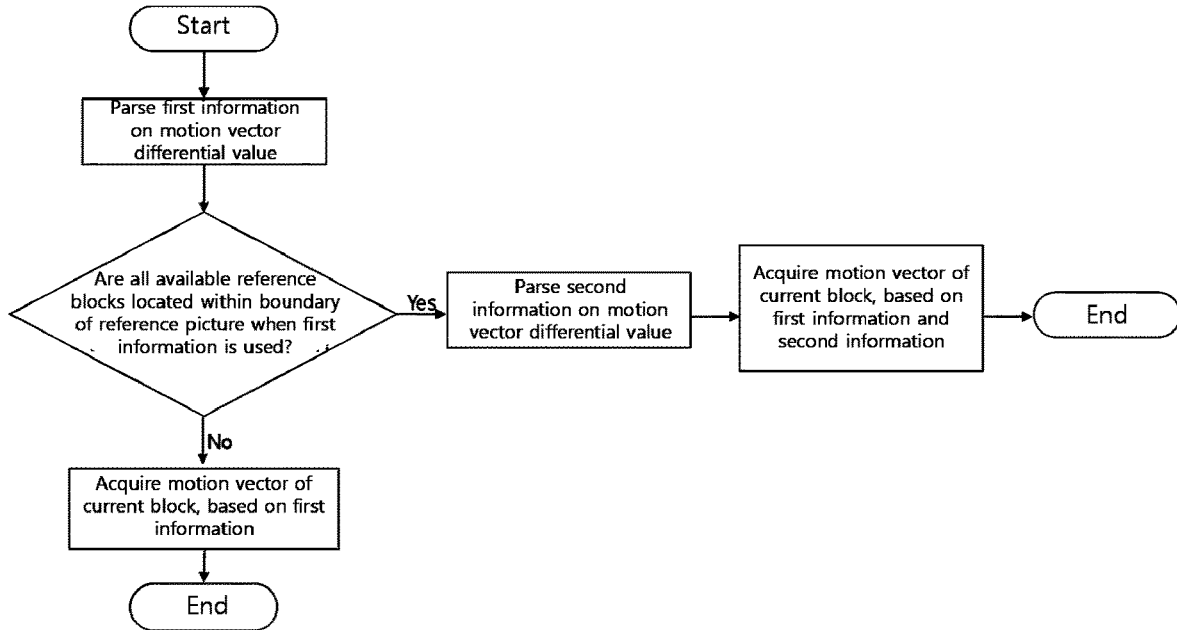 Start
Parse first information
on motion vector
differential value
Are all available reference
blocks located within boundary
of reference picture when first
information is used?
Yes
Parse second
information on motion
vector differential value
Acquire motion vector of
current block, based on
first information and
second information
End
No
Acquire motion vector of
current block, based on first
information
End